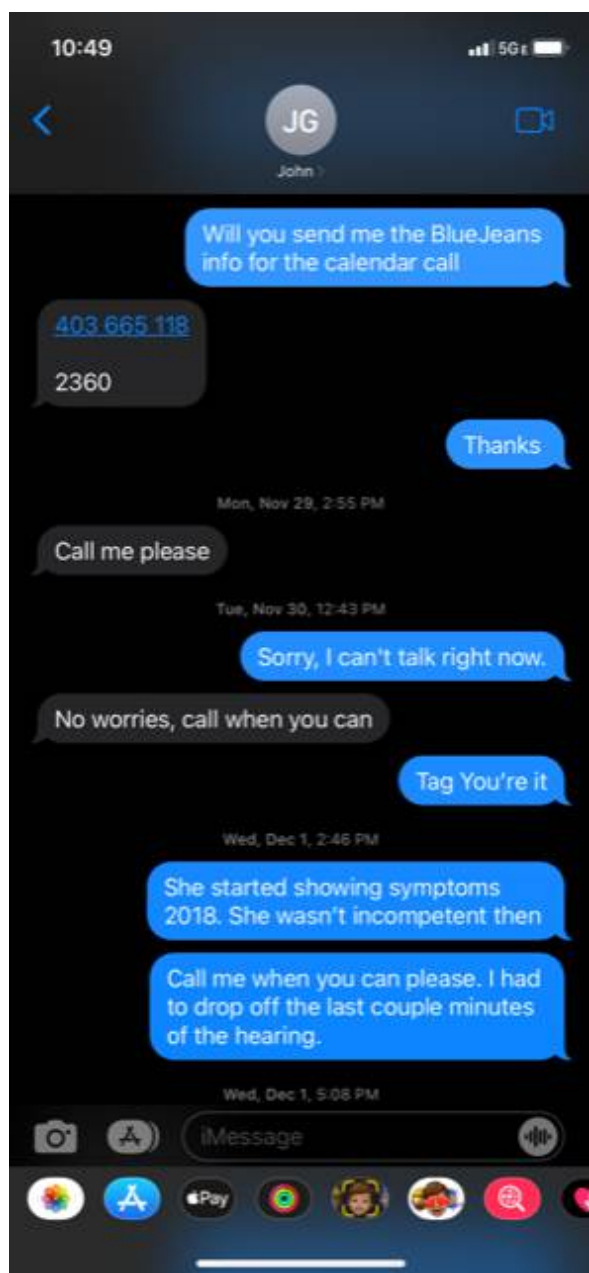 10:49
5GE
JG
John
Will you send me the BlueJeans
info for the calendar call
403 665 118
2360
Thanks
Mon, Nov 29, 2:55 PM
Call me please
Tue, Nov 30, 12:43 PM
Sorry, I can't talk right now.
No worries, call when you can
Tag You're it
Wed, Dec 1, 2:46 PM
She started showing symptoms
2018. She wasn't incompetent then
Call me when you can please. I had
to drop off the last couple minutes
of the hearing.
Wed, Dec 1, 5:08 PM
iMessage
Pay